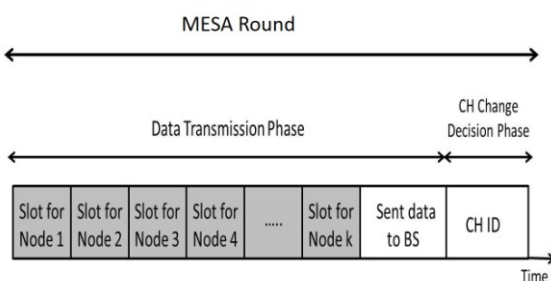 MESA Round
CH Change
Data Transmission Phase
Decision Phase
Slot for Slot for Slot for Slot for ..... Slot for Sent data CH ID
Node 1 Node 2 Node 3 Node 4 Node k to BS
Time